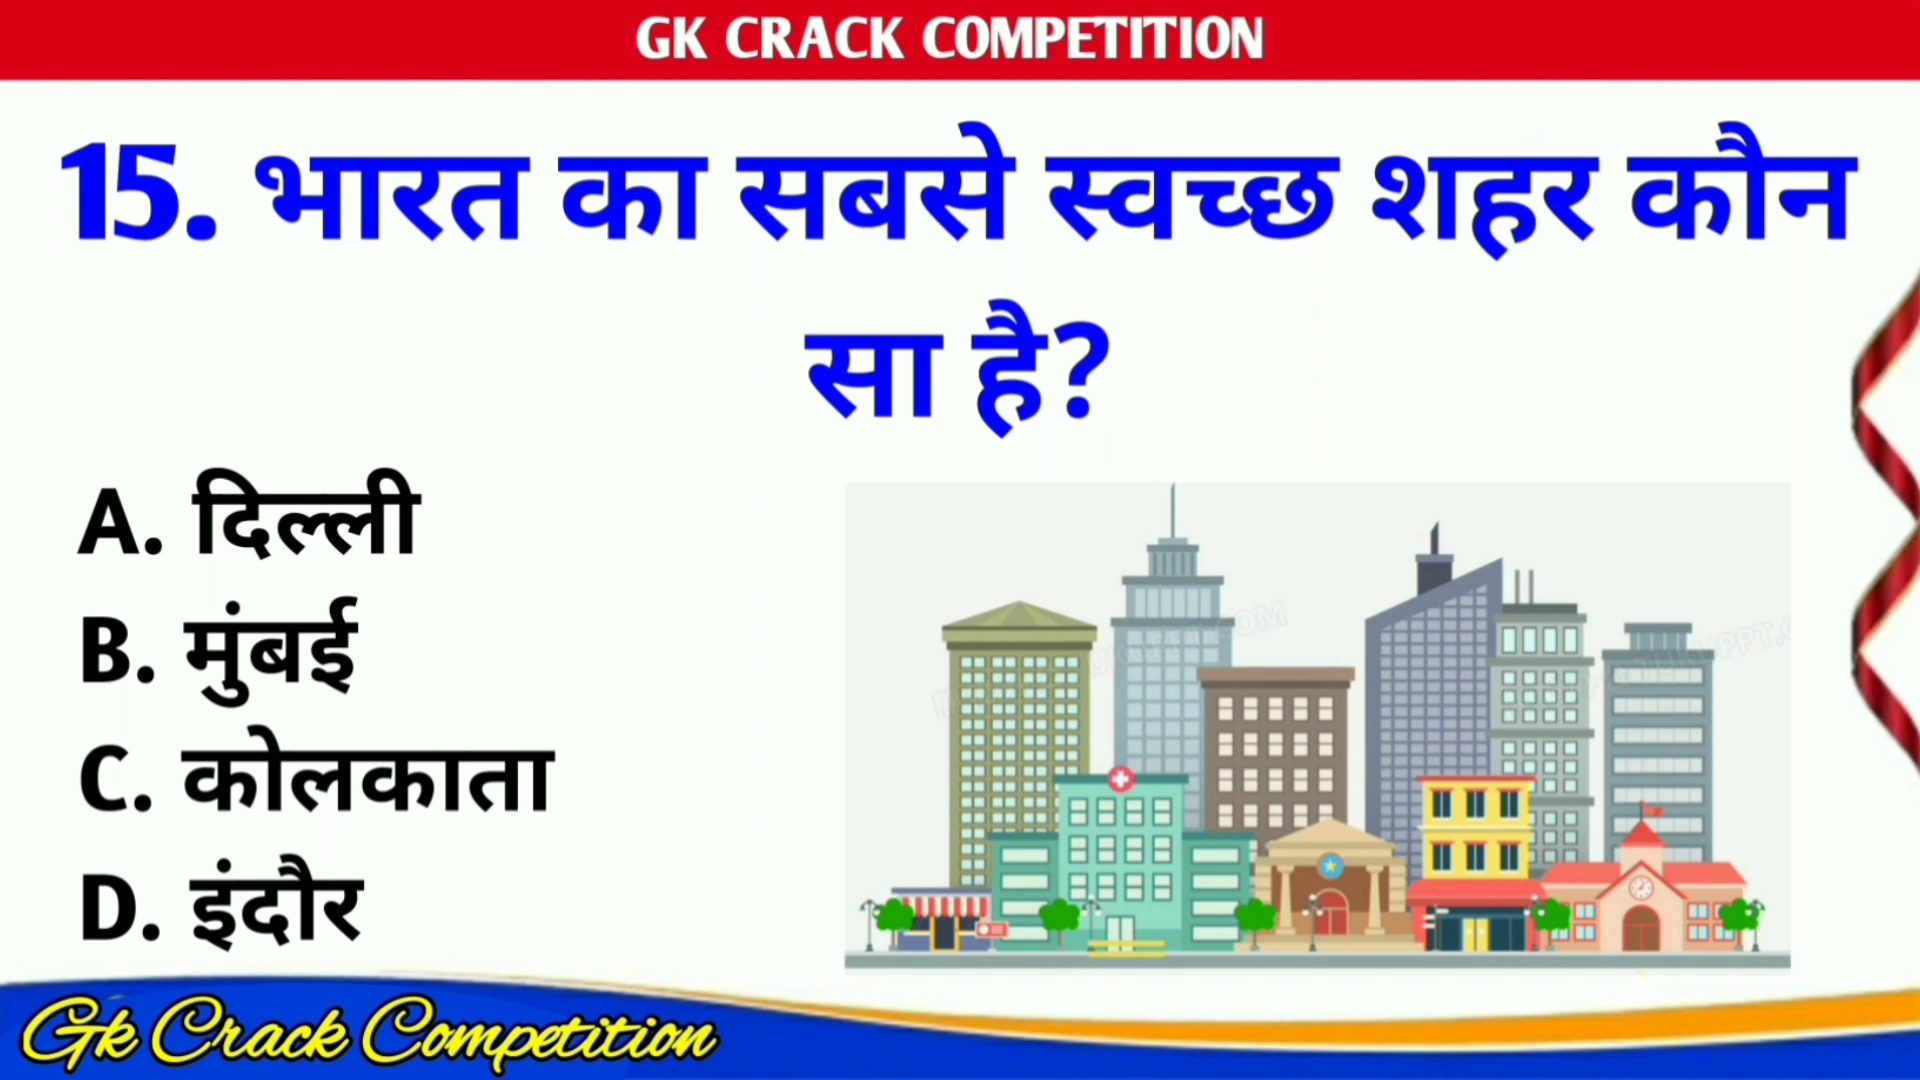 GK CRACK COMPETITION
15. भारत का सबसे स्वच्छ शहर कौन
सा है?
A. दिल्ली
B. मुंबई
C. कोलकाता
D. इंदौर
Gk Crack Competition